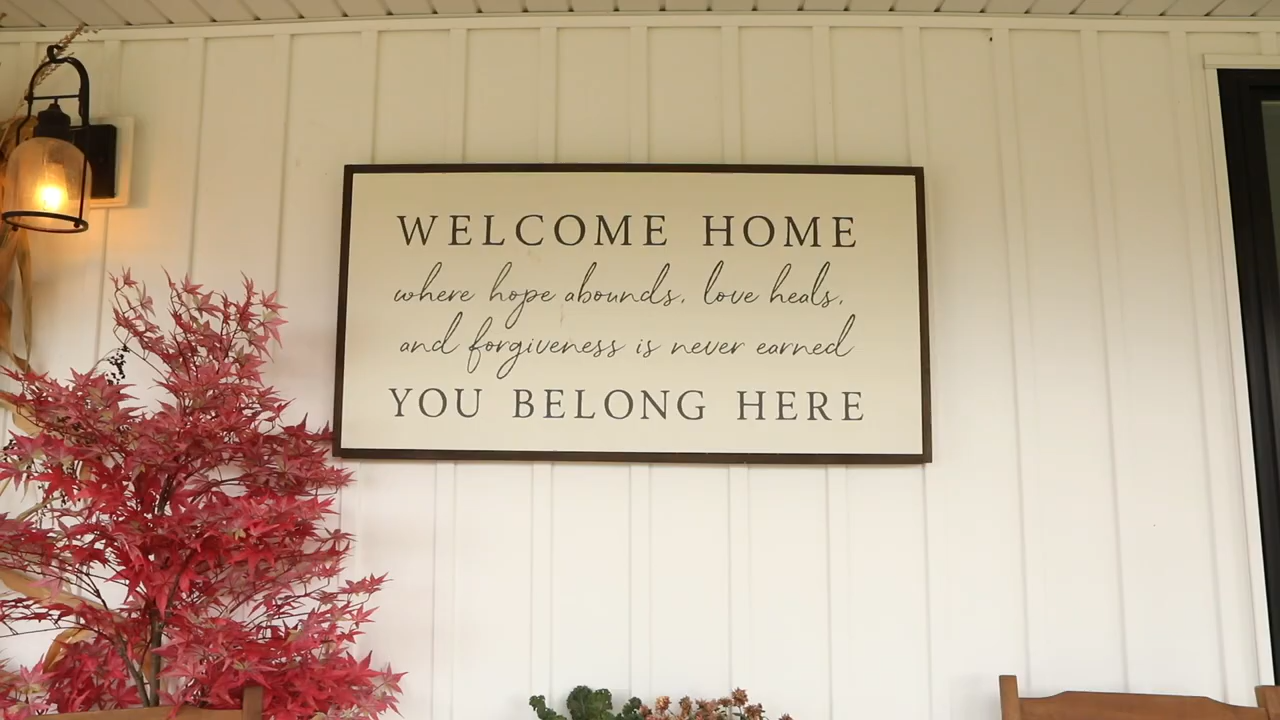 WELCOME HOME
where hope abounds, love heals,
and forgiveness is never earned
YOU BELONG HERE